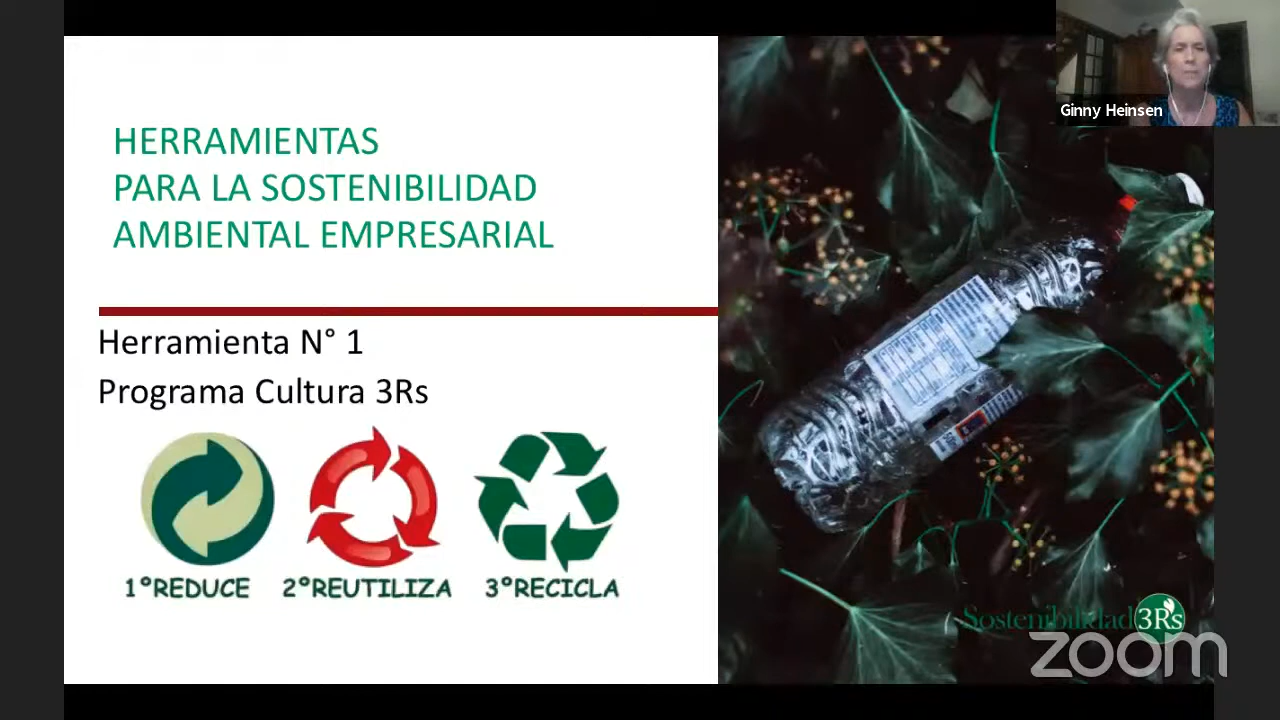 HERRAMIENTAS
PARA LA SOSTENIBILIDAD
AMBIENTAL EMPRESARIAL
Herramienta N° 1
Programa Cultura 3Rs
1°REDUCE
2°REUTILIZA
3°RECICLA
Ginny Heinsen
Sostenibilidad 3Rs
zoom